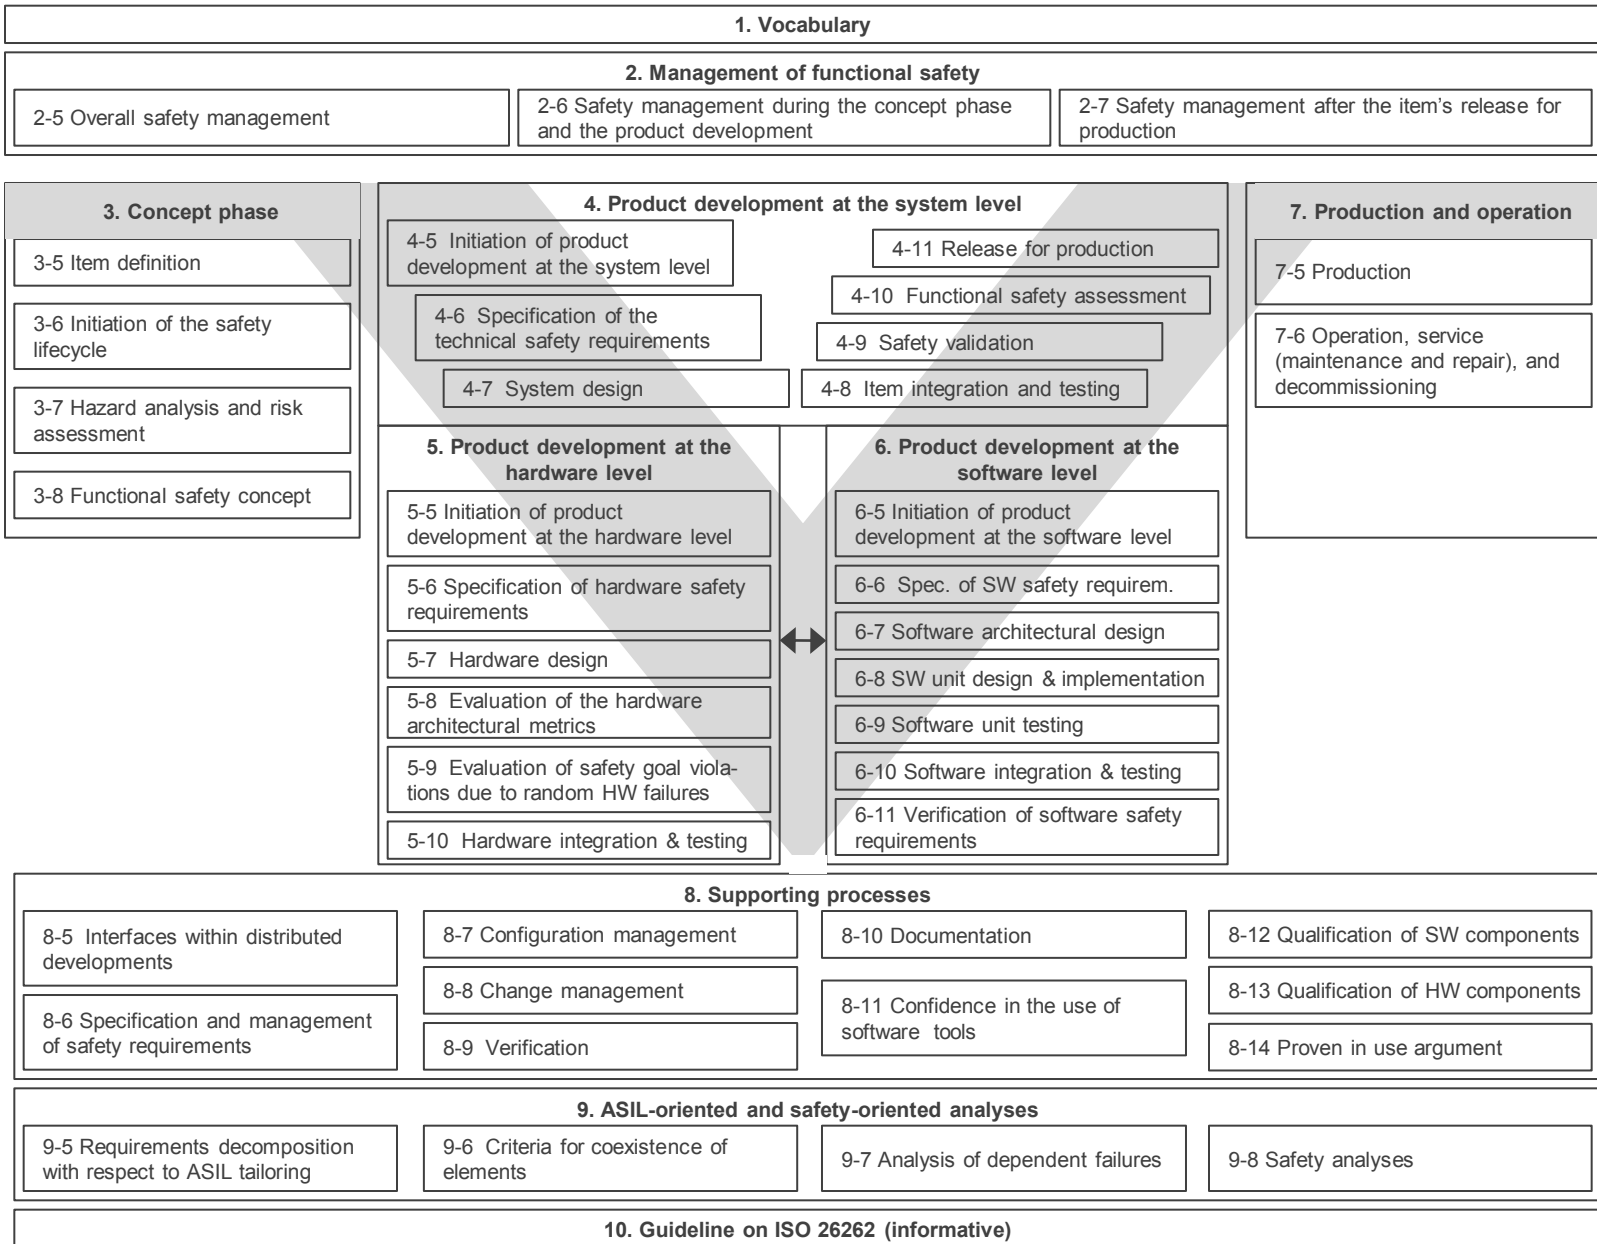 1. Vocabulary
2. Management of functional safety
2-5 Overall safety management
2-6 Safety management during the concept phase
and the product development
2-7 Safety management after the item's release for
production
3. Concept phase
3-5 Item definition
3-6 Initiation of the safety
lifecycle
3-7 Hazard analysis and risk
assessment
3-8 Functional safety concept
4. Product development at the system level
4-5 Initiation of product
development at the system level
4-6 Specification of the
technical safety requirements
4-7 System design
4-11 Release for production
4-10 Functional safety assessment
4-9 Safety validation
4-8 Item integration and testing
7. Production and operation
7-5 Production
7-6 Operation, service
(maintenance and repair), and
decommissioning
5. Product development at the
hardware level
5-5 Initiation of product
development at the hardware level
5-6 Specification of hardware safety
requirements
5-7 Hardware design
5-8 Evaluation of the hardware
architectural metrics
5-9 Evaluation of safety goal viola-
tions due to random HW failures
5-10 Hardware integration & testing
6. Product development at the
software level
6-5 Initiation of product
development at the software level
6-6 Spec. of SW safety requirem.
6-7 Software architectural design
6-8 SW unit design & implementation
6-9 Software unit testing
6-10 Software integration & testing
6-11 Verification of software safety
requirements
8. Supporting processes
8-5 Interfaces within distributed
developments
8-6 Specification and management
of safety requirements
8-7 Configuration management
8-8 Change management
8-9 Verification
8-10 Documentation
8-11 Confidence in the use of
software tools
8-12 Qualification of SW components
8-13 Qualification of HW components
8-14 Proven in use argument
9. ASIL-oriented and safety-oriented analyses
9-5 Requirements decomposition
with respect to ASIL tailoring
9-6 Criteria for coexistence of
elements
9-7 Analysis of dependent failures
9-8 Safety analyses
10. Guideline on ISO 26262 (informative)